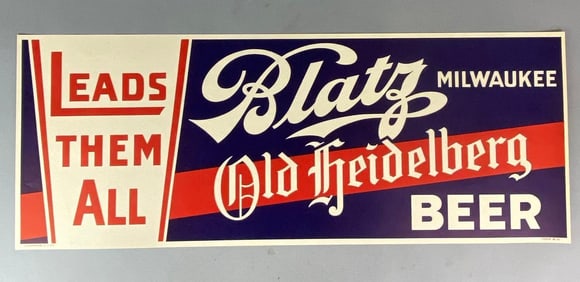 LEADS
THEM
ALL
Blatz MILWAUKEE
Old Heidelberg
BEER